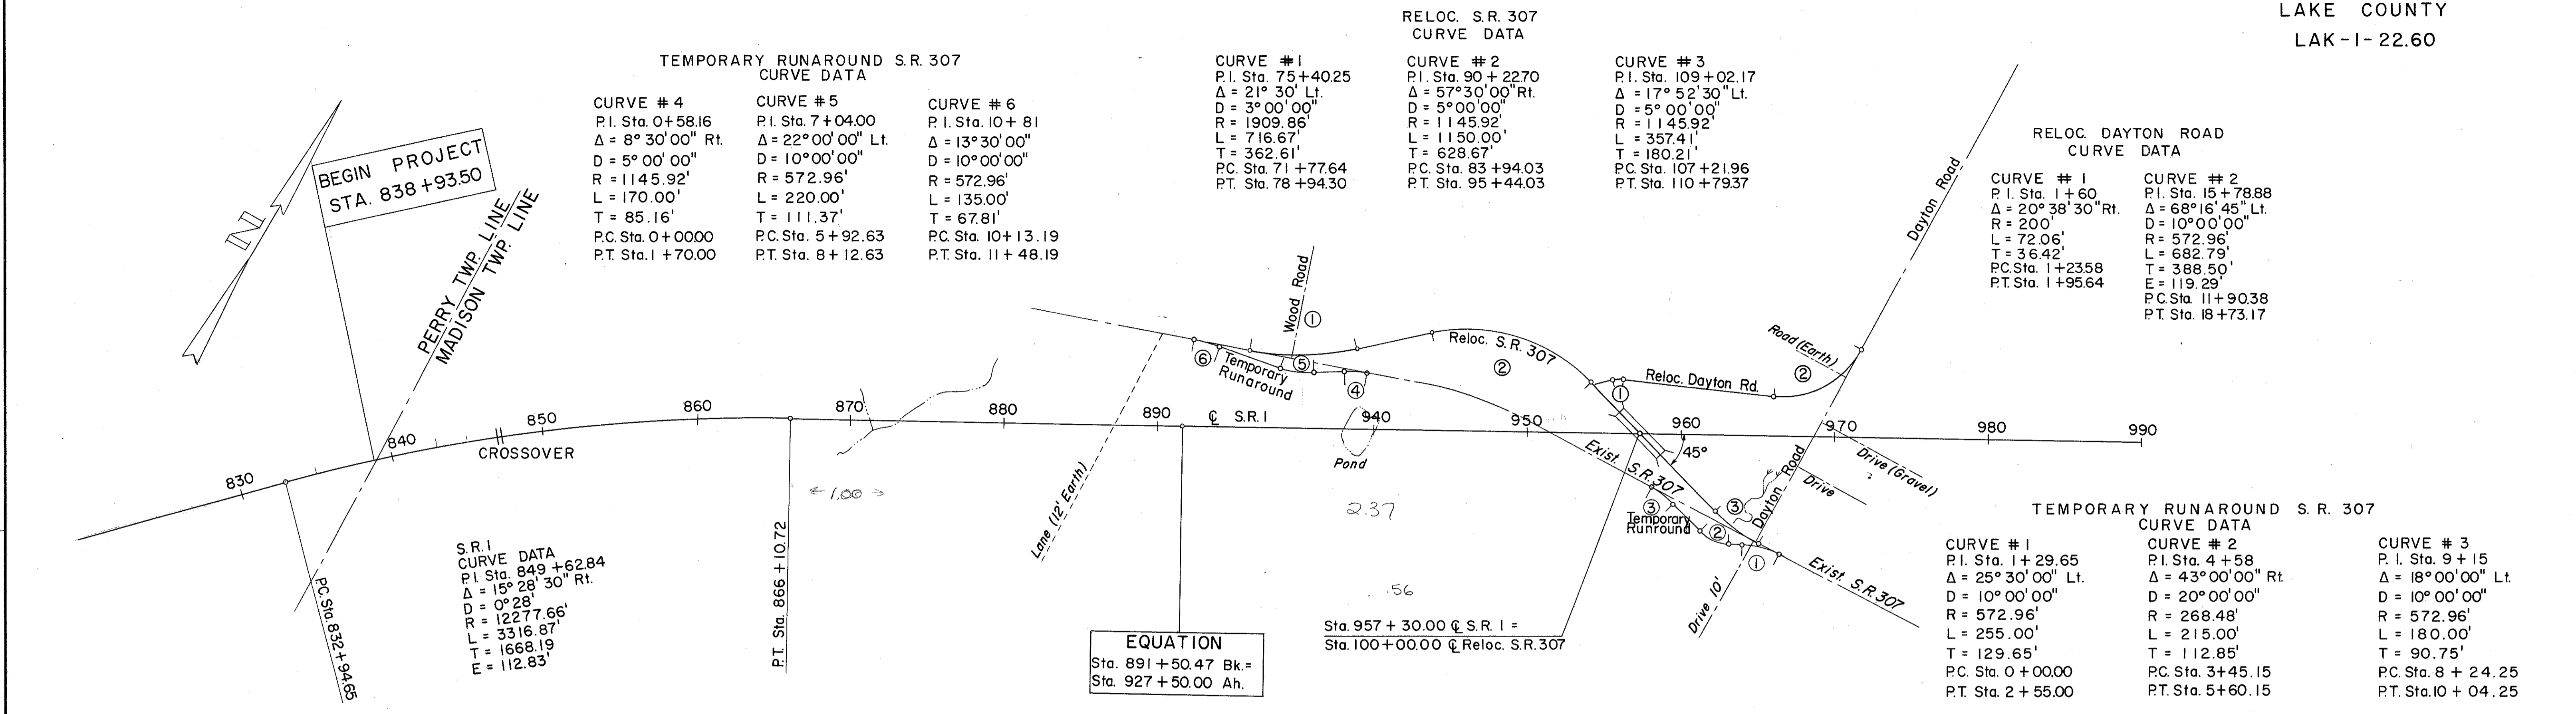 LAKE COUNTY
LAK-1-22.60
TEMPORARY RUNAROUND S.R. 307
CURVE DATA
CURVE #4
P.I. Sta. 0+58.16
Δ = 8° 30' 00" Rt.
D = 5° 00' 00"
R = 1145.92'
L = 170.00'
T = 85.16'
P.C. Sta. 0+00.00
P.T. Sta. 1+70.00
CURVE #5
P.I. Sta. 7+04.00
Δ = 22° 00' 00" Lt.
D = 10° 00' 00"
R = 572.96'
L = 220.00'
T = 111.37'
P.C. Sta. 5+92.63
P.T. Sta. 8+12.63
CURVE #6
P.I. Sta. 10+81
Δ = 13° 30' 00"
D = 10° 00' 00"
R = 572.96'
L = 135.00'
T = 67.81'
P.C. Sta. 10+13.19
P.T. Sta. 11+48.19
RELOC. S.R. 307
CURVE DATA
CURVE #1
P.I. Sta. 75+40.25
Δ = 21° 30' Lt.
D = 3° 00' 00"
R = 1909.86'
L = 716.67'
T = 362.61'
P.C. Sta. 71+77.64
P.T. Sta. 78+94.30
CURVE #2
P.I. Sta. 90+22.70
Δ = 57° 30' 00" Rt.
D = 5° 00' 00"
R = 1145.92'
L = 1150.00'
T = 628.67'
P.C. Sta. 83+94.03
P.T. Sta. 95+44.03
CURVE #3
P.I. Sta. 109+02.17
Δ = 17° 52' 30" Lt.
D = 5° 00' 00"
R = 1145.92'
L = 357.41'
T = 180.21'
P.C. Sta. 107+21.96
P.T. Sta. 110+79.37
RELOC. DAYTON ROAD
CURVE DATA
CURVE #1
P.I. Sta. 1+60
Δ = 20° 38' 30" Rt.
R = 200'
L = 72.06'
T = 36.42'
P.C. Sta. 1+23.58
P.T. Sta. 1+95.64
CURVE #2
P.I. Sta. 15+78.88
Δ = 68° 16' 45" Lt.
D = 10° 00' 00"
R = 572.96'
L = 682.79'
T = 388.50'
E = 119.29'
P.C. Sta. 11+90.38
P.T. Sta. 18+73.17
N
BEGIN PROJECT
STA. 838+93.50
PERRY TWP. LINE
MADISON TWP. LINE
Wood Road
①
Dayton Road
Road (Earth)
⑥
Temporary
Runaround
⑤
④
Reloc. S.R. 307
②
①
Reloc. Dayton Rd.
②
830
840
850
860
870
880
890
℄ S.R. 1
940
950
960
970
980
990
CROSSOVER
Pond
45°
Exist. S.R. 307
Drive (Gravel)
Drive
Dayton Road
Lane (12' Earth)
←1.00→
2.37
.56
③
Temporary
Runround
②
①
③
Drive 10'
Exist. S.R. 307
P.C. Sta. 832+94.65
S.R. 1
CURVE DATA
P.I. Sta. 849+62.84
Δ = 15° 28' 30" Rt.
D = 0° 28'
R = 12277.66'
L = 3316.87'
T = 1668.19
E = 112.83'
P.T. Sta. 866+10.72
EQUATION
Sta. 891+50.47 Bk.=
Sta. 927+50.00 Ah.
Sta. 957+30.00 ℄ S.R. 1 =
Sta. 100+00.00 ℄ Reloc. S.R. 307
TEMPORARY RUNAROUND S.R. 307
CURVE DATA
CURVE #1
P.I. Sta. 1+29.65
Δ = 25° 30' 00" Lt.
D = 10° 00' 00"
R = 572.96'
L = 255.00'
T = 129.65'
P.C. Sta. 0+00.00
P.T. Sta. 2+55.00
CURVE #2
P.I. Sta. 4+58
Δ = 43° 00' 00" Rt.
D = 20° 00' 00"
R = 268.48'
L = 215.00'
T = 112.85'
P.C. Sta. 3+45.15
P.T. Sta. 5+60.15
CURVE #3
P.I. Sta. 9+15
Δ = 18° 00' 00" Lt.
D = 10° 00' 00"
R = 572.96'
L = 180.00'
T = 90.75'
P.C. Sta. 8+24.25
P.T. Sta. 10+04.25